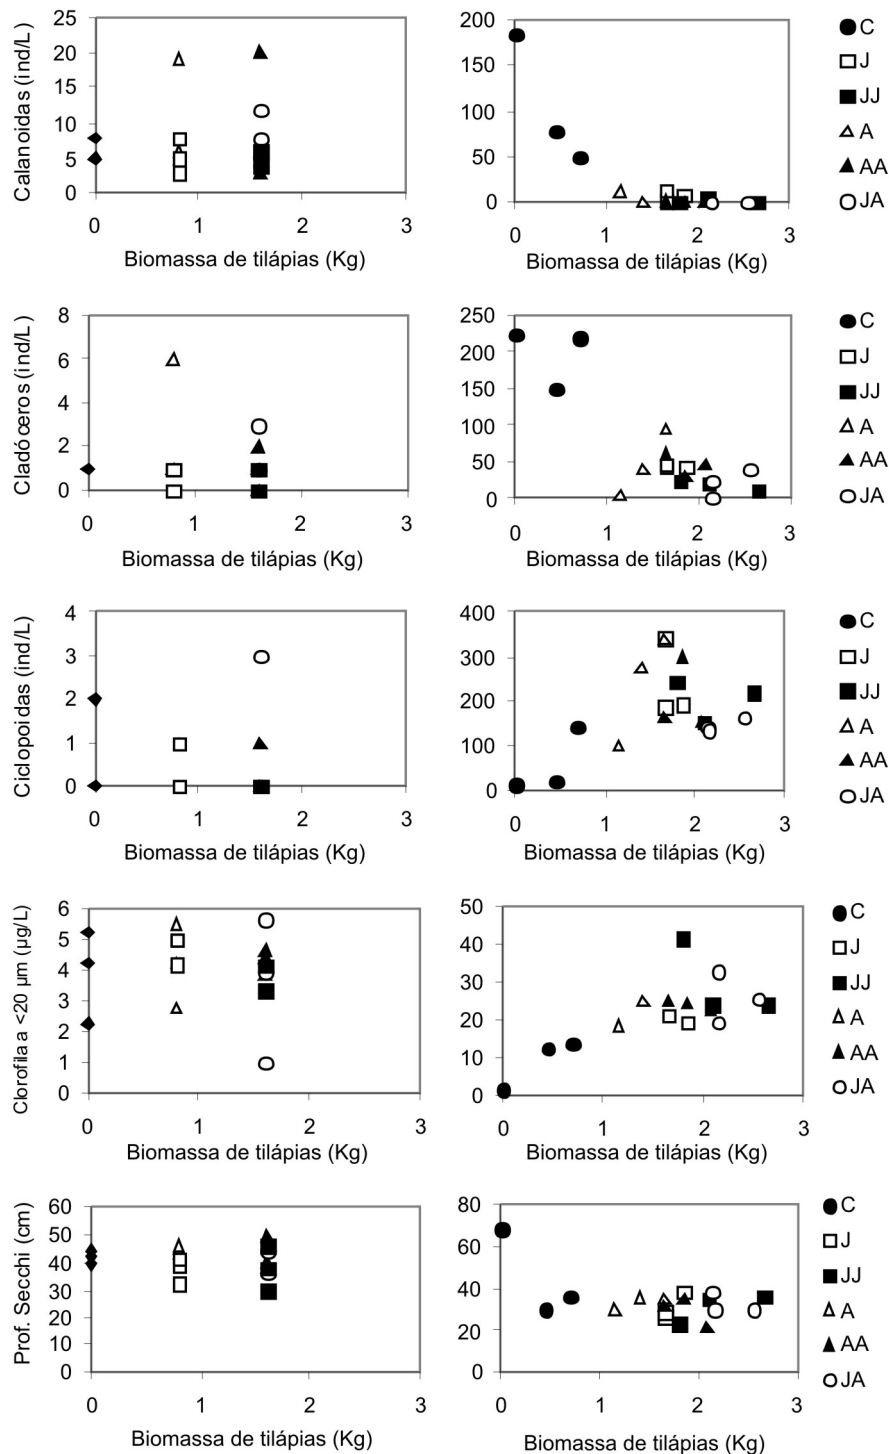 Calanoidas (ind/L)
25
20
15
10
5
0
0 1 2 3
Biomassa de tilápias (Kg)
200
150
100
50
0
0 1 2 3
Biomassa de tilápias (Kg)
C
J
JJ
A
AA
JA
Cladóceros (ind/L)
8
6
4
2
0
0 1 2 3
Biomassa de tilápias (Kg)
250
200
150
100
50
0
0 1 2 3
Biomassa de tilápias (Kg)
C
J
JJ
A
AA
JA
Ciclopoidas (ind/L)
4
3
2
1
0
0 1 2 3
Biomassa de tilápias (Kg)
400
300
200
100
0
0 1 2 3
Biomassa de tilápias (Kg)
C
J
JJ
A
AA
JA
Clorofila a <20 µm (µg/L)
6
5
4
3
2
1
0
0 1 2 3
Biomassa de tilápias (Kg)
50
40
30
20
10
0
0 1 2 3
Biomassa de tilápias (Kg)
C
J
JJ
A
AA
JA
Prof. Secchi (cm)
60
50
40
30
20
10
0
0 1 2 3
Biomassa de tilápias (Kg)
80
60
40
20
0
0 1 2 3
Biomassa de tilápias (Kg)
C
J
JJ
A
AA
JA